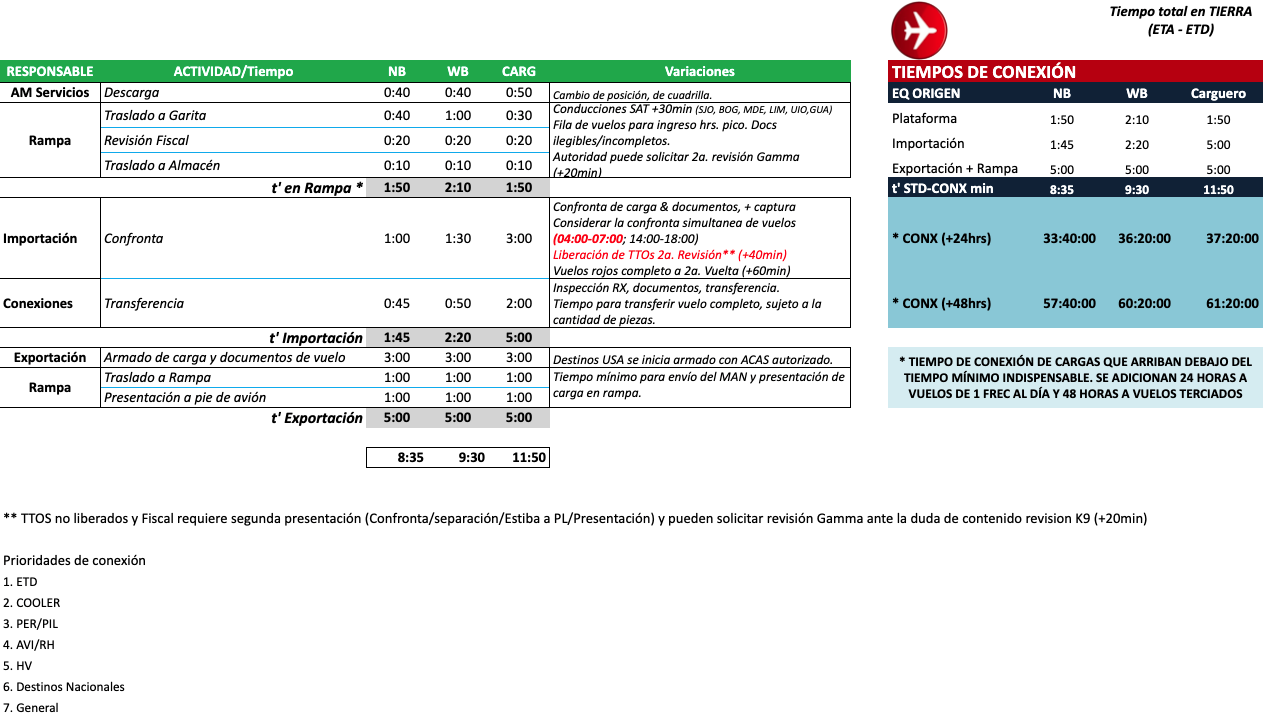 Tiempo total en TIERRA
(ETA - ETD)
RESPONSABLE ACTIVIDAD/Tiempo NB WB CARG Variaciones
AM Servicios Descarga 0:40 0:40 0:50 Cambio de posición, de cuadrilla.
Rampa
Traslado a Garita 0:40 1:00 0:30
Revisión Fiscal 0:20 0:20 0:20
Traslado a Almacén 0:10 0:10 0:10
Conducciones SAT +30min (SJO, BOG, MDE, LIM, UIO,GUA)
Fila de vuelos para ingreso hrs. pico. Docs
ilegibles/incompletos.
Autoridad puede solicitar 2a. revisión Gamma
(+20min)
t' en Rampa * 1:50 2:10 1:50
Importación Confronta 1:00 1:30 3:00
Confronta de carga & documentos, + captura
Considerar la confronta simultanea de vuelos
(04:00-07:00; 14:00-18:00)
Liberación de TTOs 2a. Revisión** (+40min)
Vuelos rojos completo a 2a. Vuelta (+60min)
Conexiones Transferencia 0:45 0:50 2:00
Inspección RX, documentos, transferencia.
Tiempo para transferir vuelo completo, sujeto a la
cantidad de piezas.
t' Importación 1:45 2:20 5:00
Exportación Armado de carga y documentos de vuelo 3:00 3:00 3:00 Destinos USA se inicia armado con ACAS autorizado.
Rampa
Traslado a Rampa 1:00 1:00 1:00
Presentación a pie de avión 1:00 1:00 1:00
Tiempo mínimo para envío del MAN y presentación de
carga en rampa.
t' Exportación 5:00 5:00 5:00
8:35 9:30 11:50
TIEMPOS DE CONEXIÓN
EQ ORIGEN NB WB Carguero
Plataforma 1:50 2:10 1:50
Importación 1:45 2:20 5:00
Exportación + Rampa 5:00 5:00 5:00
t' STD-CONX min 8:35 9:30 11:50
* CONX (+24hrs) 33:40:00 36:20:00 37:20:00
* CONX (+48hrs) 57:40:00 60:20:00 61:20:00
* TIEMPO DE CONEXIÓN DE CARGAS QUE ARRIBAN DEBAJO DEL
TIEMPO MÍNIMO INDISPENSABLE. SE ADICIONAN 24 HORAS A
VUELOS DE 1 FREC AL DÍA Y 48 HORAS A VUELOS TERCIADOS
** TTOS no liberados y Fiscal requiere segunda presentación (Confronta/separación/Estiba a PL/Presentación) y pueden solicitar revisión Gamma ante la duda de contenido revision K9 (+20min)
Prioridades de conexión
1. ETD
2. COOLER
3. PER/PIL
4. AVI/RH
5. HV
6. Destinos Nacionales
7. General